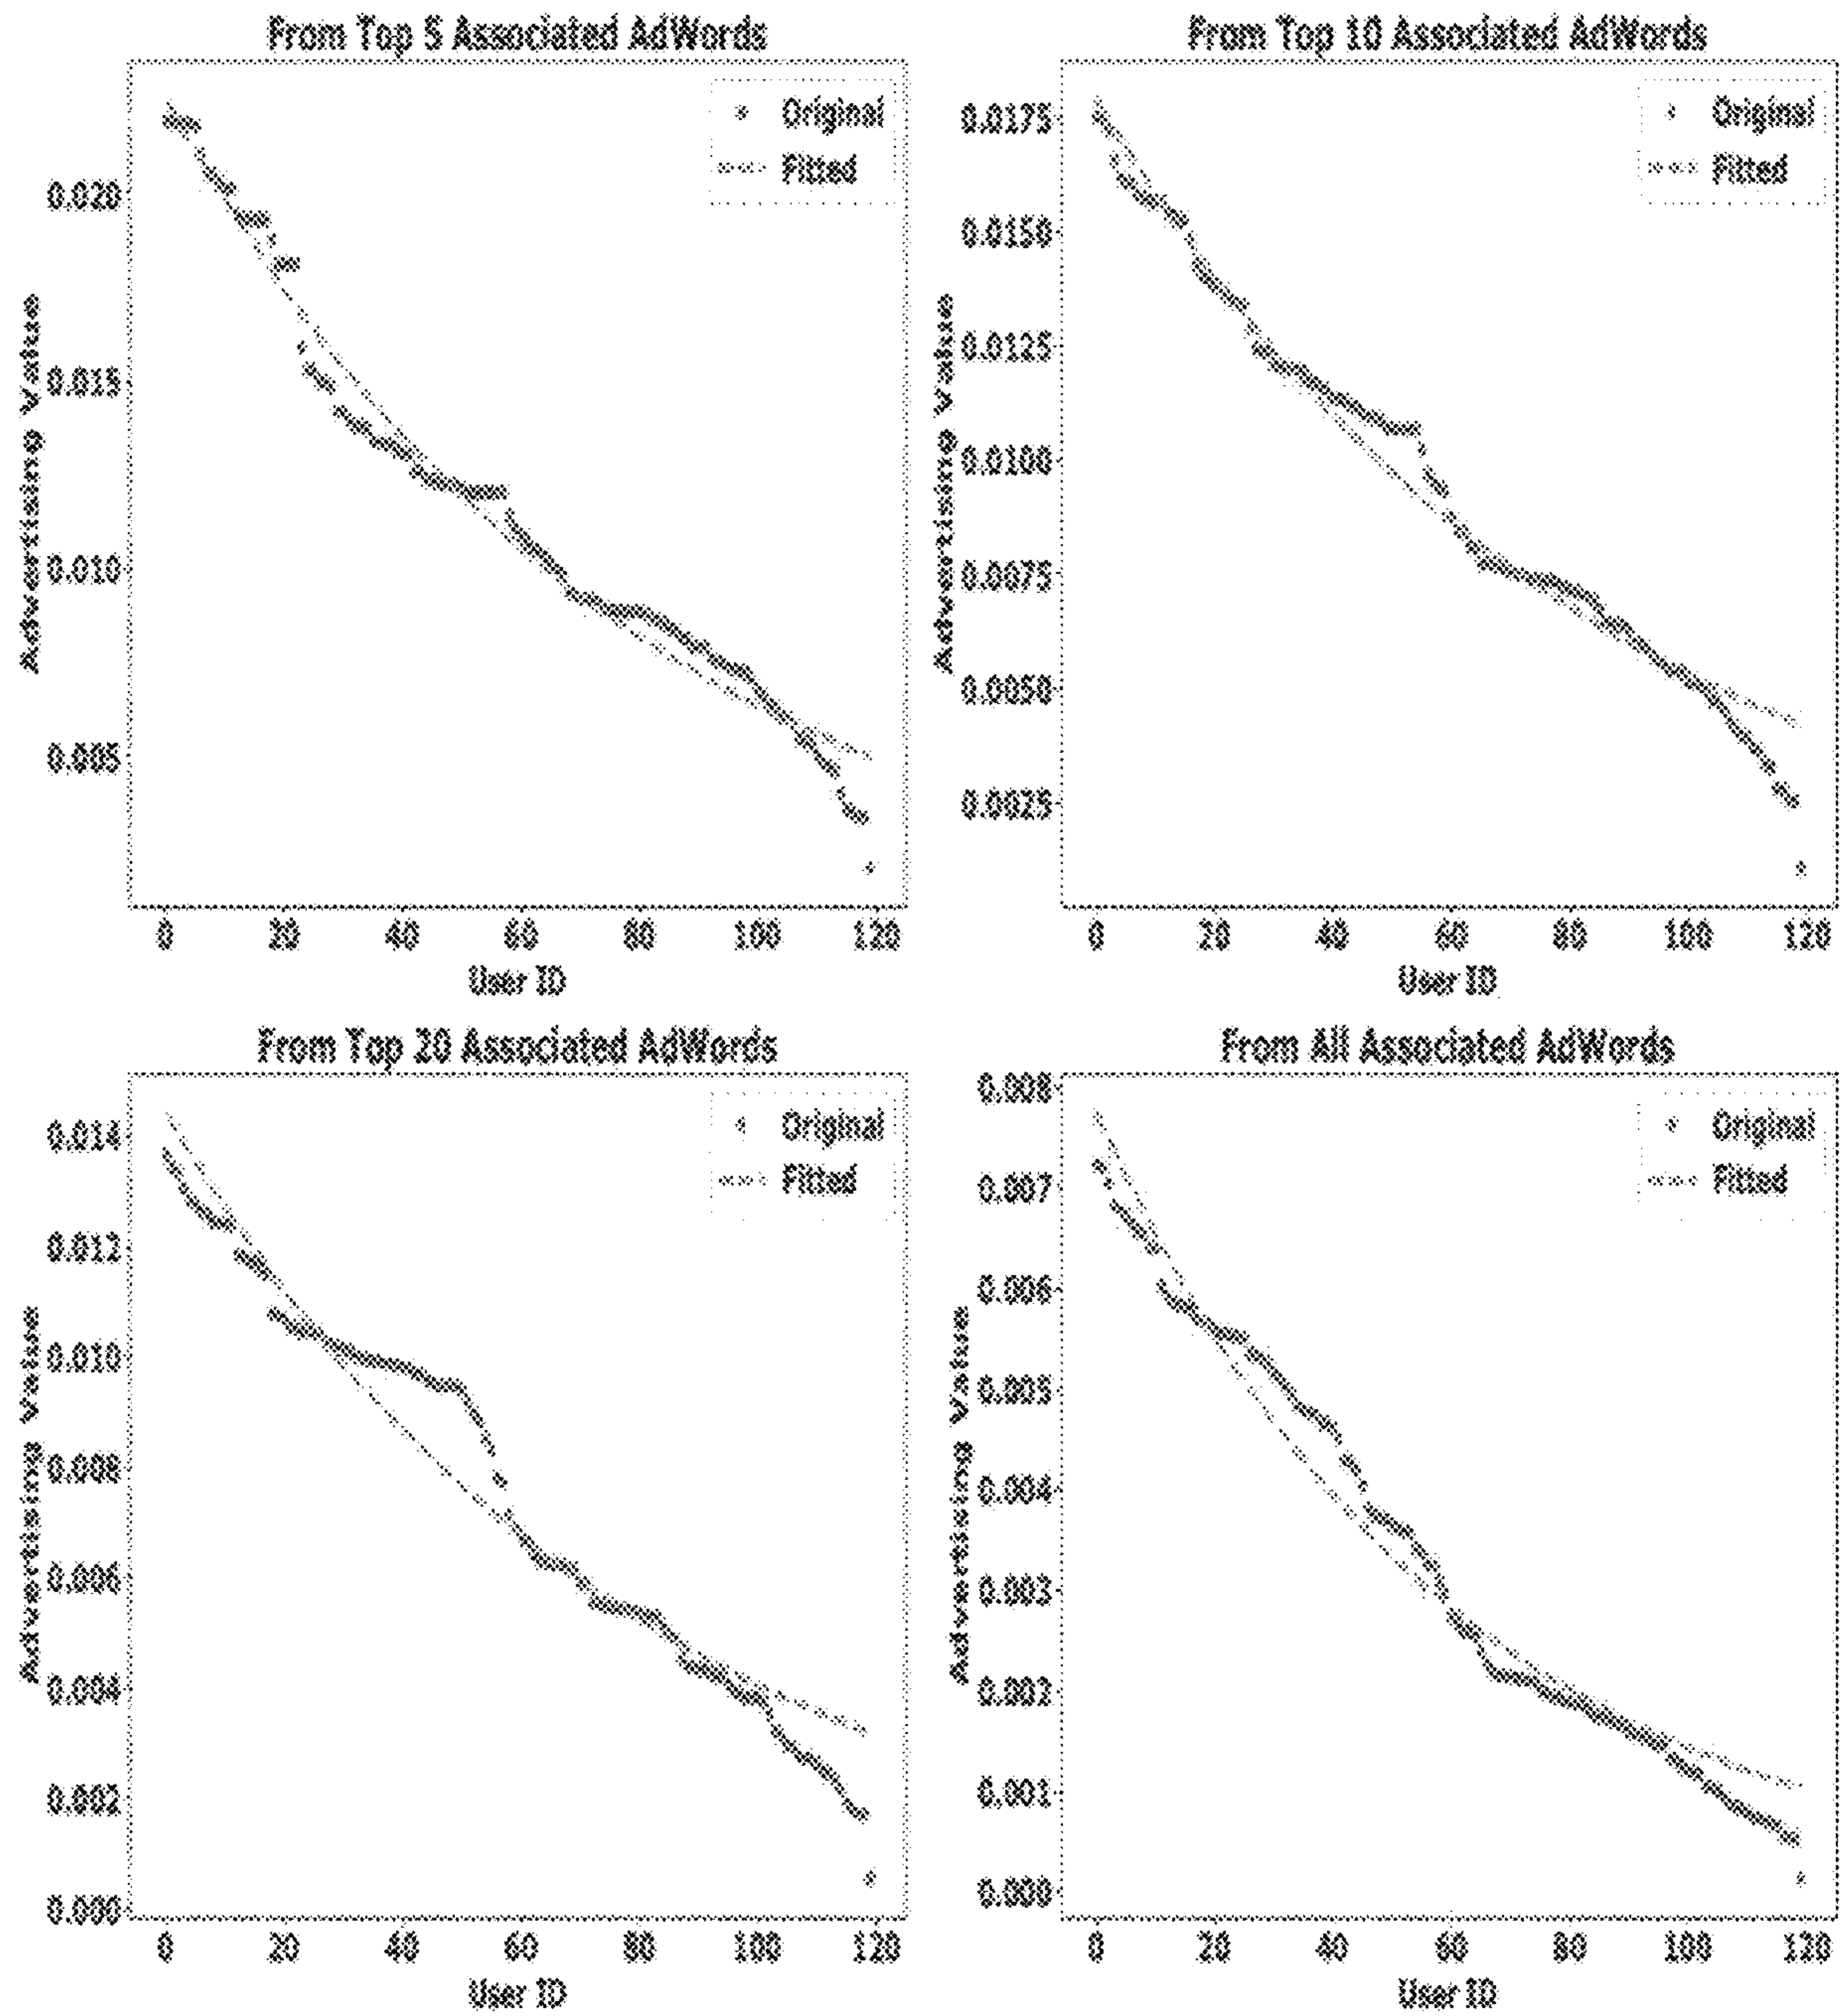 From Top 5 Associated AdWords
Original
Fitted
0.020
0.015
0.010
0.005
Advertising Value
0
20
40
60
80
100
120
User ID
From Top 10 Associated AdWords
Original
Fitted
0.0175
0.0150
0.0125
0.0100
0.0075
0.0050
0.0025
Advertising Value
0
20
40
60
80
100
120
User ID
From Top 20 Associated AdWords
Original
Fitted
0.014
0.012
0.010
0.008
0.006
0.004
0.002
0.000
Advertising Value
0
20
40
60
80
100
120
User ID
From All Associated AdWords
Original
Fitted
0.008
0.007
0.006
0.005
0.004
0.003
0.002
0.001
0.000
Advertising Value
0
20
40
60
80
100
120
User ID